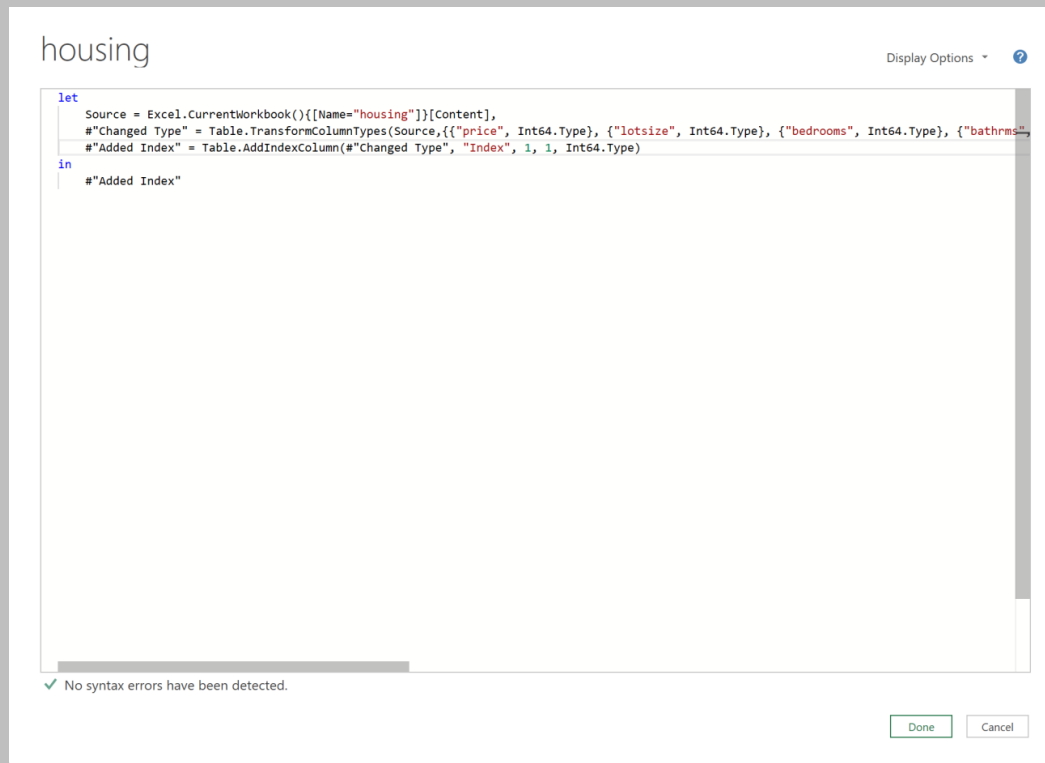 housing
Display Options
?
let
Source = Excel.CurrentWorkbook(){[Name="housing"]}[Content],
#"Changed Type" = Table.TransformColumnTypes(Source,{{"price", Int64.Type}, {"lotsize", Int64.Type}, {"bedrooms", Int64.Type}, {"bathrms",
#"Added Index" = Table.AddIndexColumn(#"Changed Type", "Index", 1, 1, Int64.Type)
in
#"Added Index"
No syntax errors have been detected.
Done
Cancel